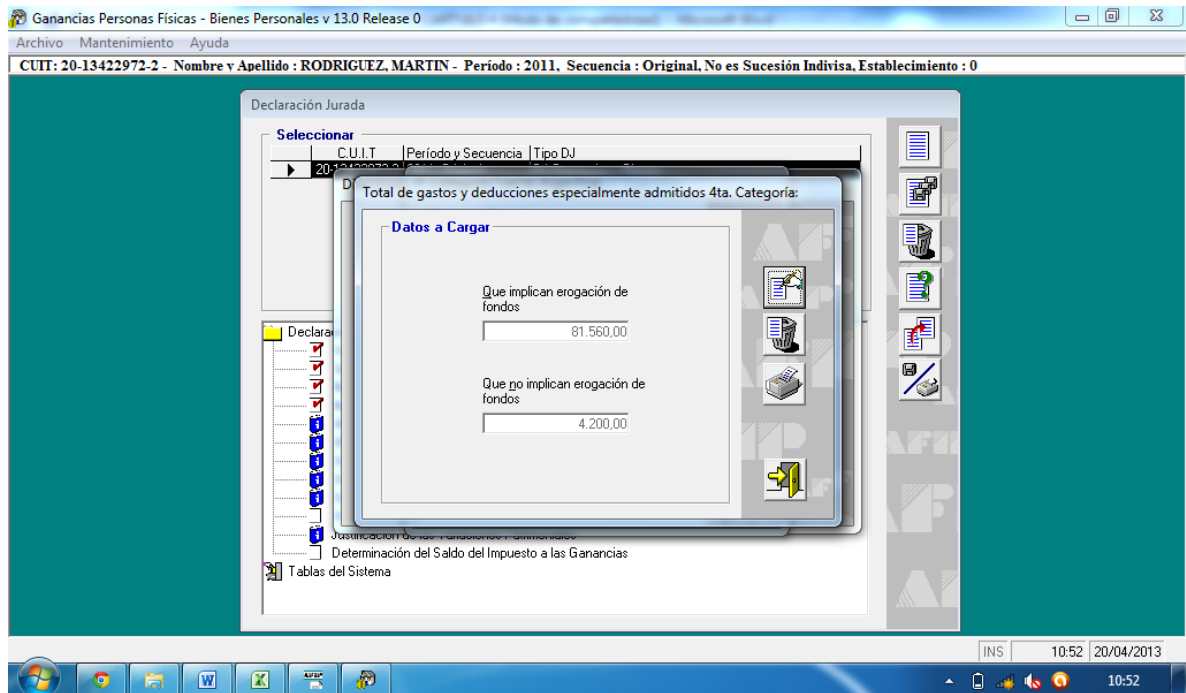 Ganancias Personas Físicas - Bienes Personales v 13.0 Release 0
Archivo Mantenimiento Ayuda
CUIT: 20-13422972-2 - Nombre y Apellido : RODRIGUEZ, MARTIN - Período : 2011, Secuencia : Original, No es Sucesión Indivisa, Establecimiento : 0
Declaración Jurada
Seleccionar
C.U.I.T Período y Secuencia Tipo DJ
Total de gastos y deducciones especialmente admitidos 4ta. Categoría:
Datos a Cargar
Que implican erogación de
fondos
81.560,00
Que no implican erogación de
fondos
4.200,00
Determinación del Saldo del Impuesto a las Ganancias
Tablas del Sistema
INS 10:52 20/04/2013
10:52